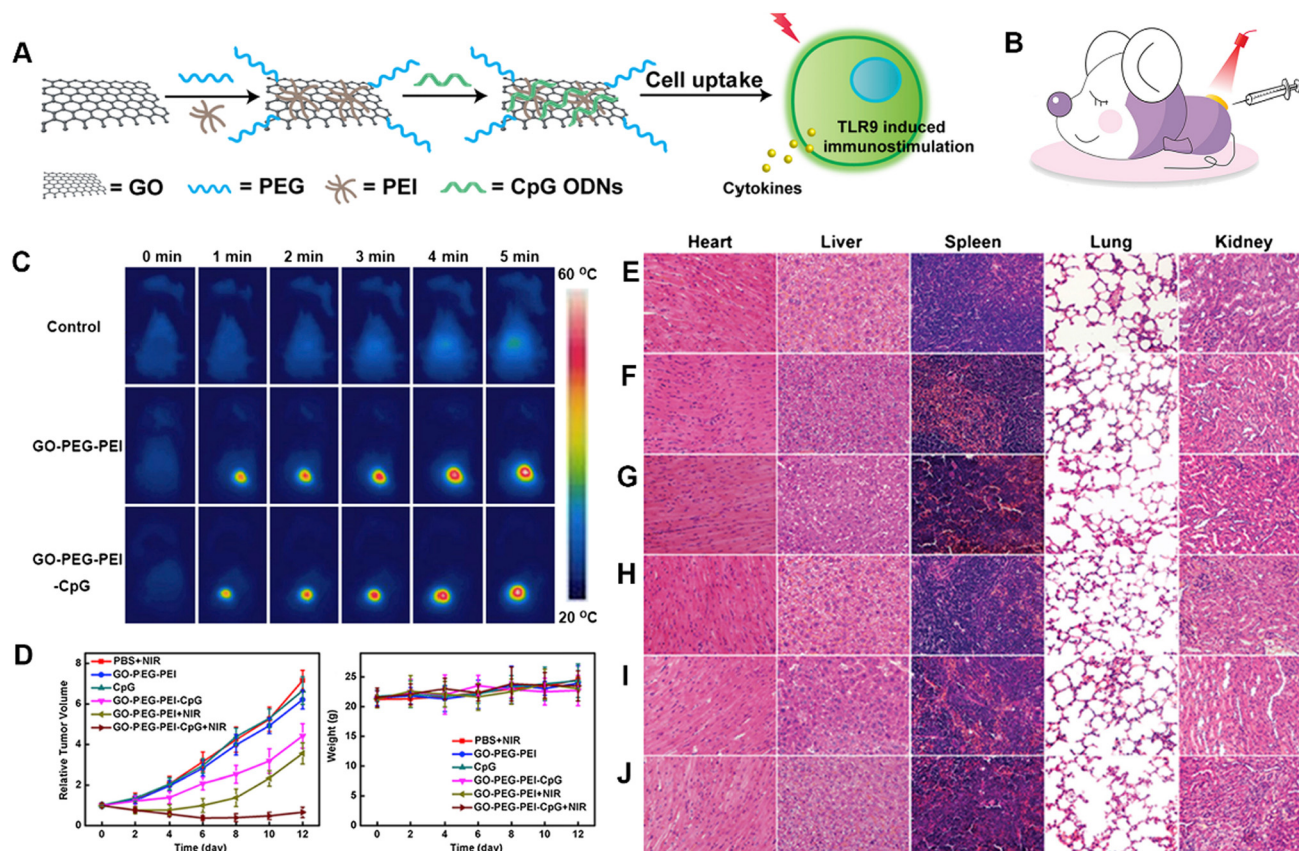 A
Cell uptake
TLR9 induced
immunostimulation
Cytokines
= GO
= PEG
= PEI
= CpG ODNs
B
C
0 min 1 min 2 min 3 min 4 min 5 min
60 °C
Control
GO-PEG-PEI
GO-PEG-PEI
-CpG
20 °C
D
Relative Tumor Volume
8
6
4
2
0
PBS+NIR
GO-PEG-PEI
CpG
GO-PEG-PEI-CpG
GO-PEG-PEI+NIR
GO-PEG-PEI-CpG+NIR
0 2 4 6 8 10 12
Time (day)
Weight (g)
25
20
15
10
5
0
PBS+NIR
GO-PEG-PEI
CpG
GO-PEG-PEI-CpG
GO-PEG-PEI+NIR
GO-PEG-PEI-CpG+NIR
0 2 4 6 8 10 12
Time (day)
Heart Liver Spleen Lung Kidney
E
F
G
H
I
J